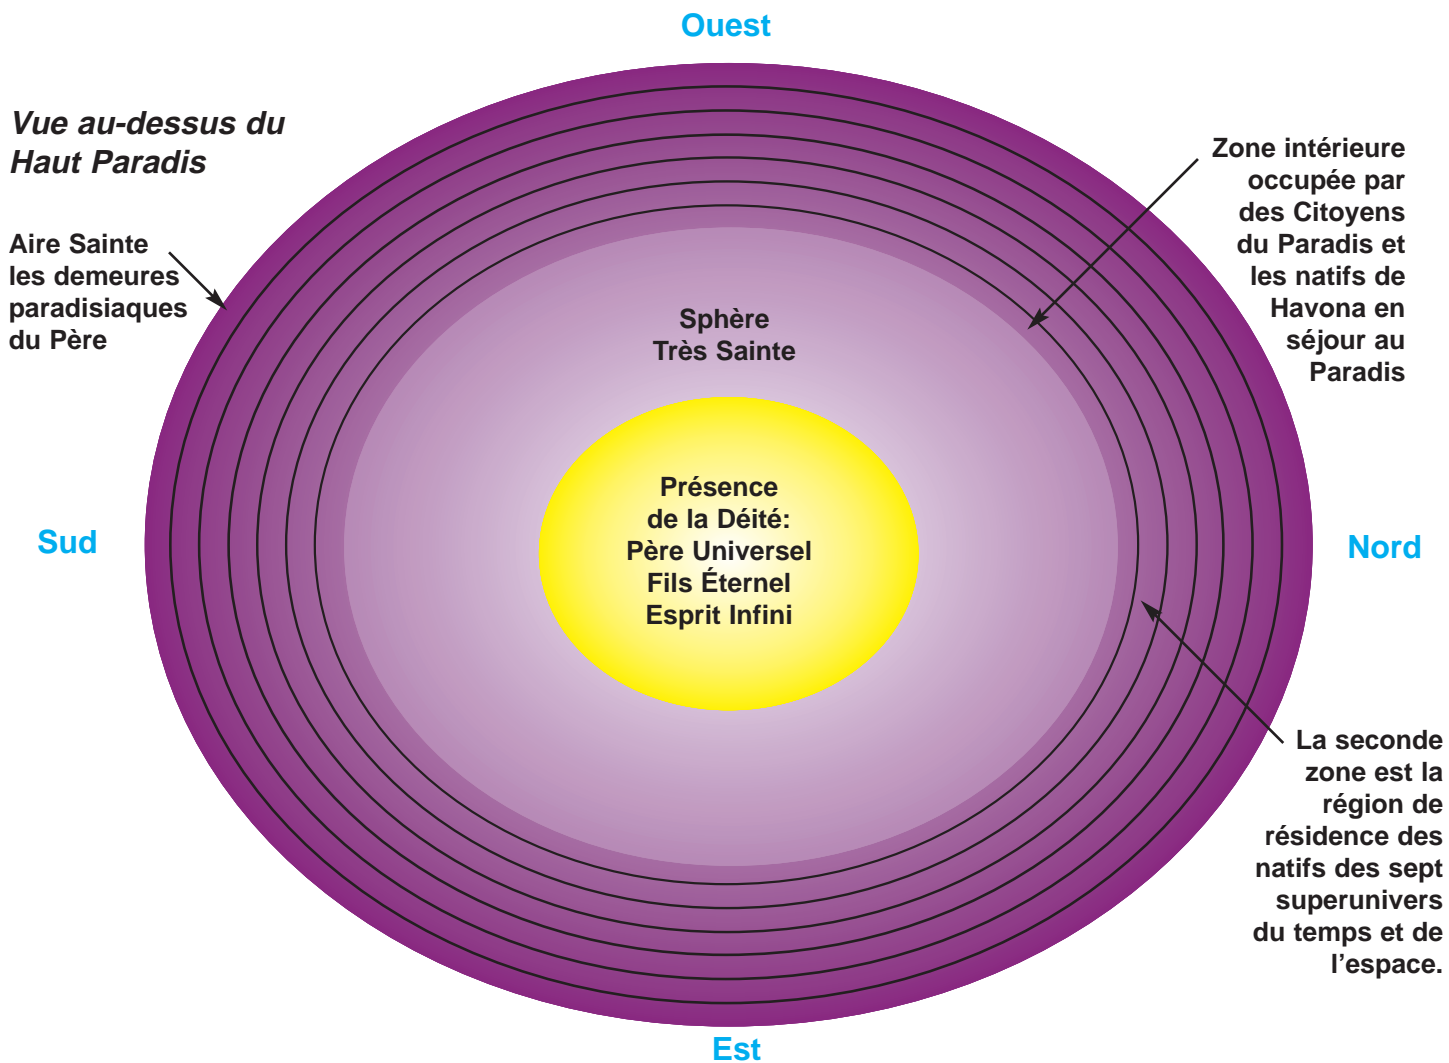 Ouest
Vue au-dessus du
Haut Paradis
Aire Sainte
les demeures
paradisiaques
du Père
Zone intérieure
occupée par
des Citoyens
du Paradis et
les natifs de
Havona en
séjour au
Paradis
Sphère
Très Sainte
Présence
de la Déité:
Père Universel
Fils Éternel
Esprit Infini
Sud
Nord
La seconde
zone est la
région de
résidence des
natifs des sept
superunivers
du temps et de
l'espace.
Est